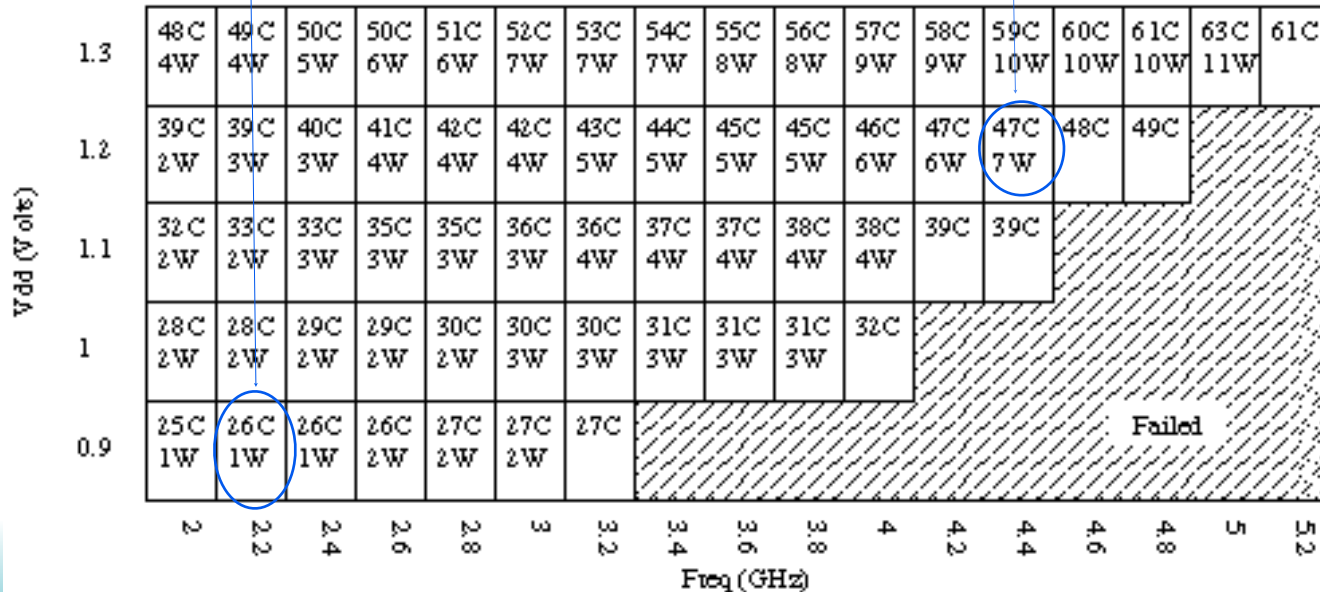 48C 49C 50C 50C 51C 52C 53C 54C 55C 56C 57C 58C 59C 60C 61C 63C 61C
1.3
4W 4W 5W 6W 6W 7W 7W 7W 8W 8W 9W 9W 10W 10W 10W 11W
39C 39C 40C 41C 42C 42C 43C 44C 45C 45C 46C 47C 47C 48C 49C
1.2
2W 3W 3W 4W 4W 4W 5W 5W 5W 5W 6W 6W 7W
32C 33C 33C 35C 35C 36C 36C 37C 37C 38C 38C 39C 39C
1.1
2W 2W 3W 3W 3W 3W 4W 4W 4W 4W 4W
28C 28C 29C 29C 30C 30C 30C 31C 31C 31C 32C
1
2W 2W 2W 2W 2W 3W 3W 3W 3W 3W
25C 26C 26C 26C 27C 27C 27C
0.9
1W 1W 1W 2W 2W 2W
Failed
Vdd (Volts)
2 2.2 2.4 2.6 2.8 3 3.2 3.4 3.6 3.8 4 4.2 4.4 4.6 4.8 5 5.2
Freq (GHz)